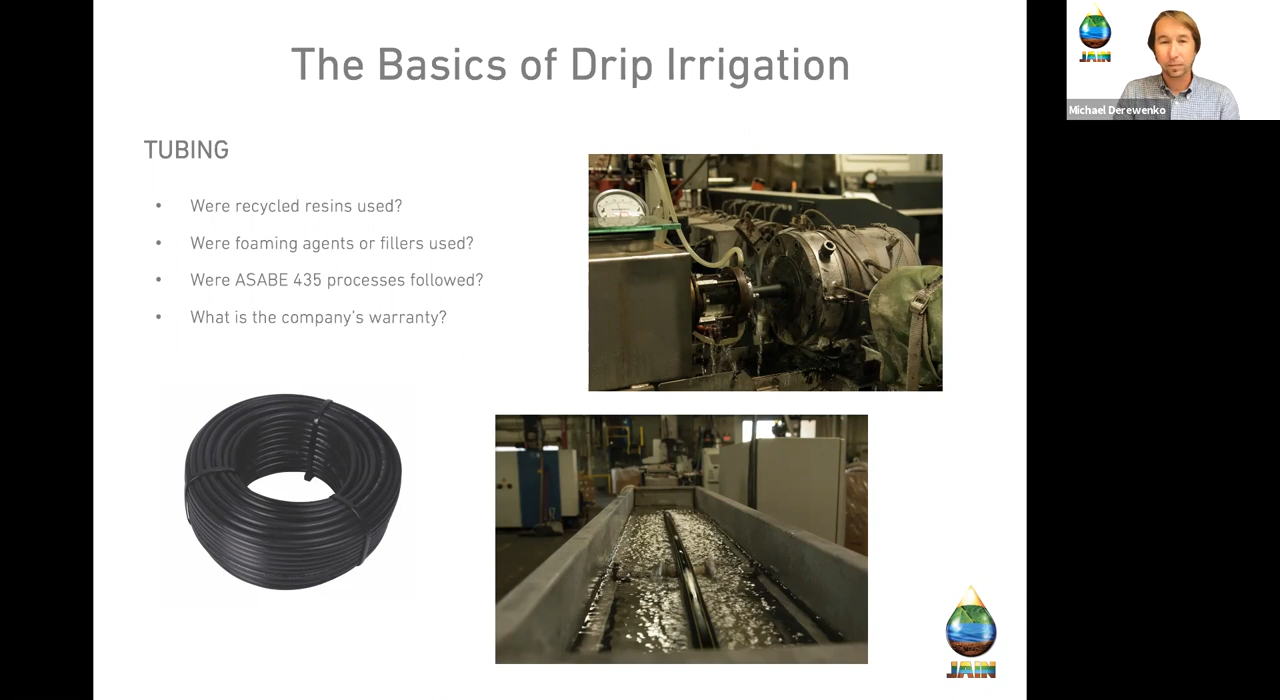 The Basics of Drip Irrigation
TUBING
• Were recycled resins used?
• Were foaming agents or fillers used?
• Were ASABE 435 processes followed?
• What is the company's warranty?
JAIN
JAIN
Michael Derewenko